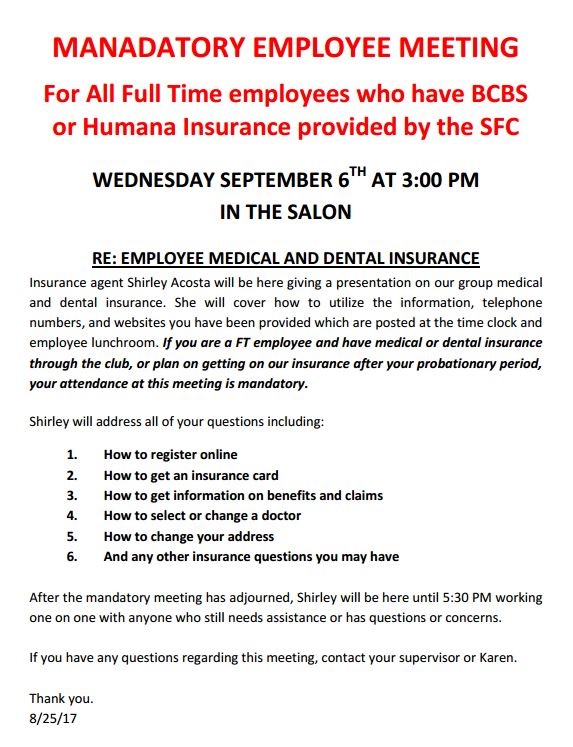 MANADATORY EMPLOYEE MEETING
For All Full Time employees who have BCBS
or Humana Insurance provided by the SFC
WEDNESDAY SEPTEMBER 6TH AT 3:00 PM
IN THE SALON
RE: EMPLOYEE MEDICAL AND DENTAL INSURANCE
Insurance agent Shirley Acosta will be here giving a presentation on our group medical
and dental insurance. She will cover how to utilize the information, telephone
numbers, and websites you have been provided which are posted at the time clock and
employee lunchroom. If you are a FT employee and have medical or dental insurance
through the club, or plan on getting on our insurance after your probationary period,
your attendance at this meeting is mandatory.
Shirley will address all of your questions including:
1. How to register online
2. How to get an insurance card
3. How to get information on benefits and claims
4. How to select or change a doctor
5. How to change your address
6. And any other insurance questions you may have
After the mandatory meeting has adjourned, Shirley will be here until 5:30 PM working
one on one with anyone who still needs assistance or has questions or concerns.
If you have any questions regarding this meeting, contact your supervisor or Karen.
Thank you.
8/25/17